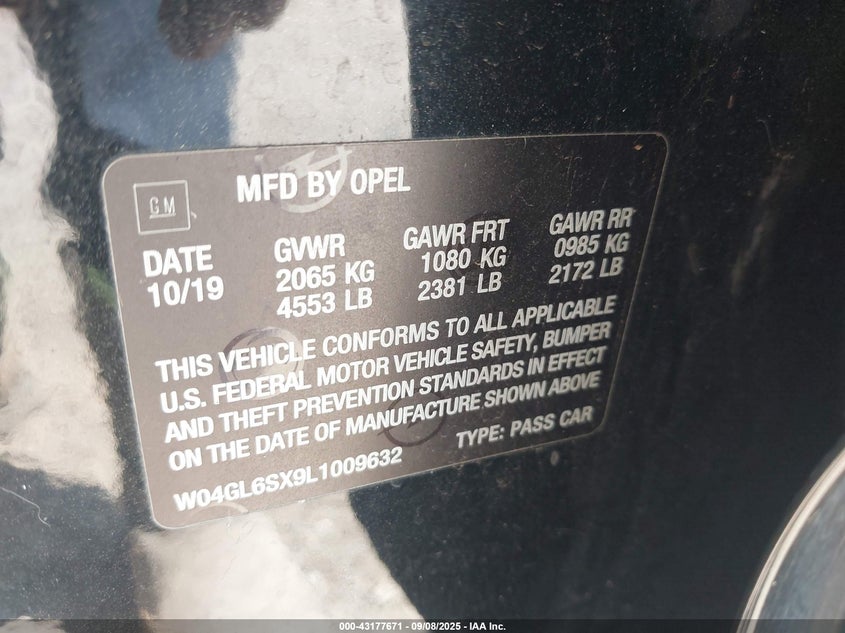 GM
MFD BY OPEL
DATE
10/19
GVWR
2065 KG
4553 LB
GAWR FRT
1080 KG
2381 LB
GAWR RR
0985 KG
2172 LB
THIS VEHICLE CONFORMS TO ALL APPLICABLE
U.S. FEDERAL MOTOR VEHICLE SAFETY, BUMPER
AND THEFT PREVENTION STANDARDS IN EFFECT
ON THE DATE OF MANUFACTURE SHOWN ABOVE
W04GL6SX9L1009632 TYPE: PASS CAR
000-43177671 - 09/08/2025 - IAA Inc.